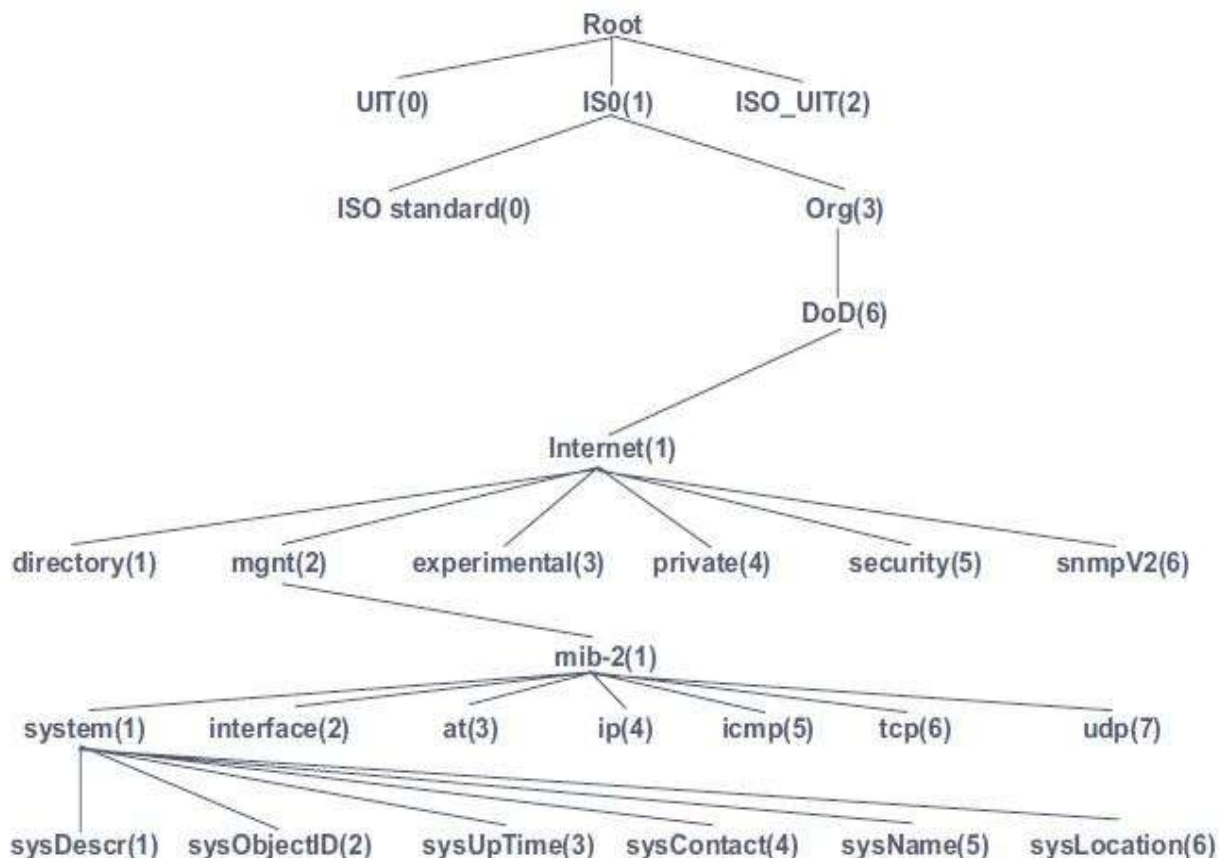 Root
UIT(0) IS0(1) ISO_UIT(2)
ISO standard(0) Org(3)
DoD(6)
Internet(1)
directory(1) mgnt(2) experimental(3) private(4) security(5) snmpV2(6)
mib-2(1)
system(1) interface(2) at(3) ip(4) icmp(5) tcp(6) udp(7)
sysDescr(1) sysObjectID(2) sysUpTime(3) sysContact(4) sysName(5) sysLocation(6)